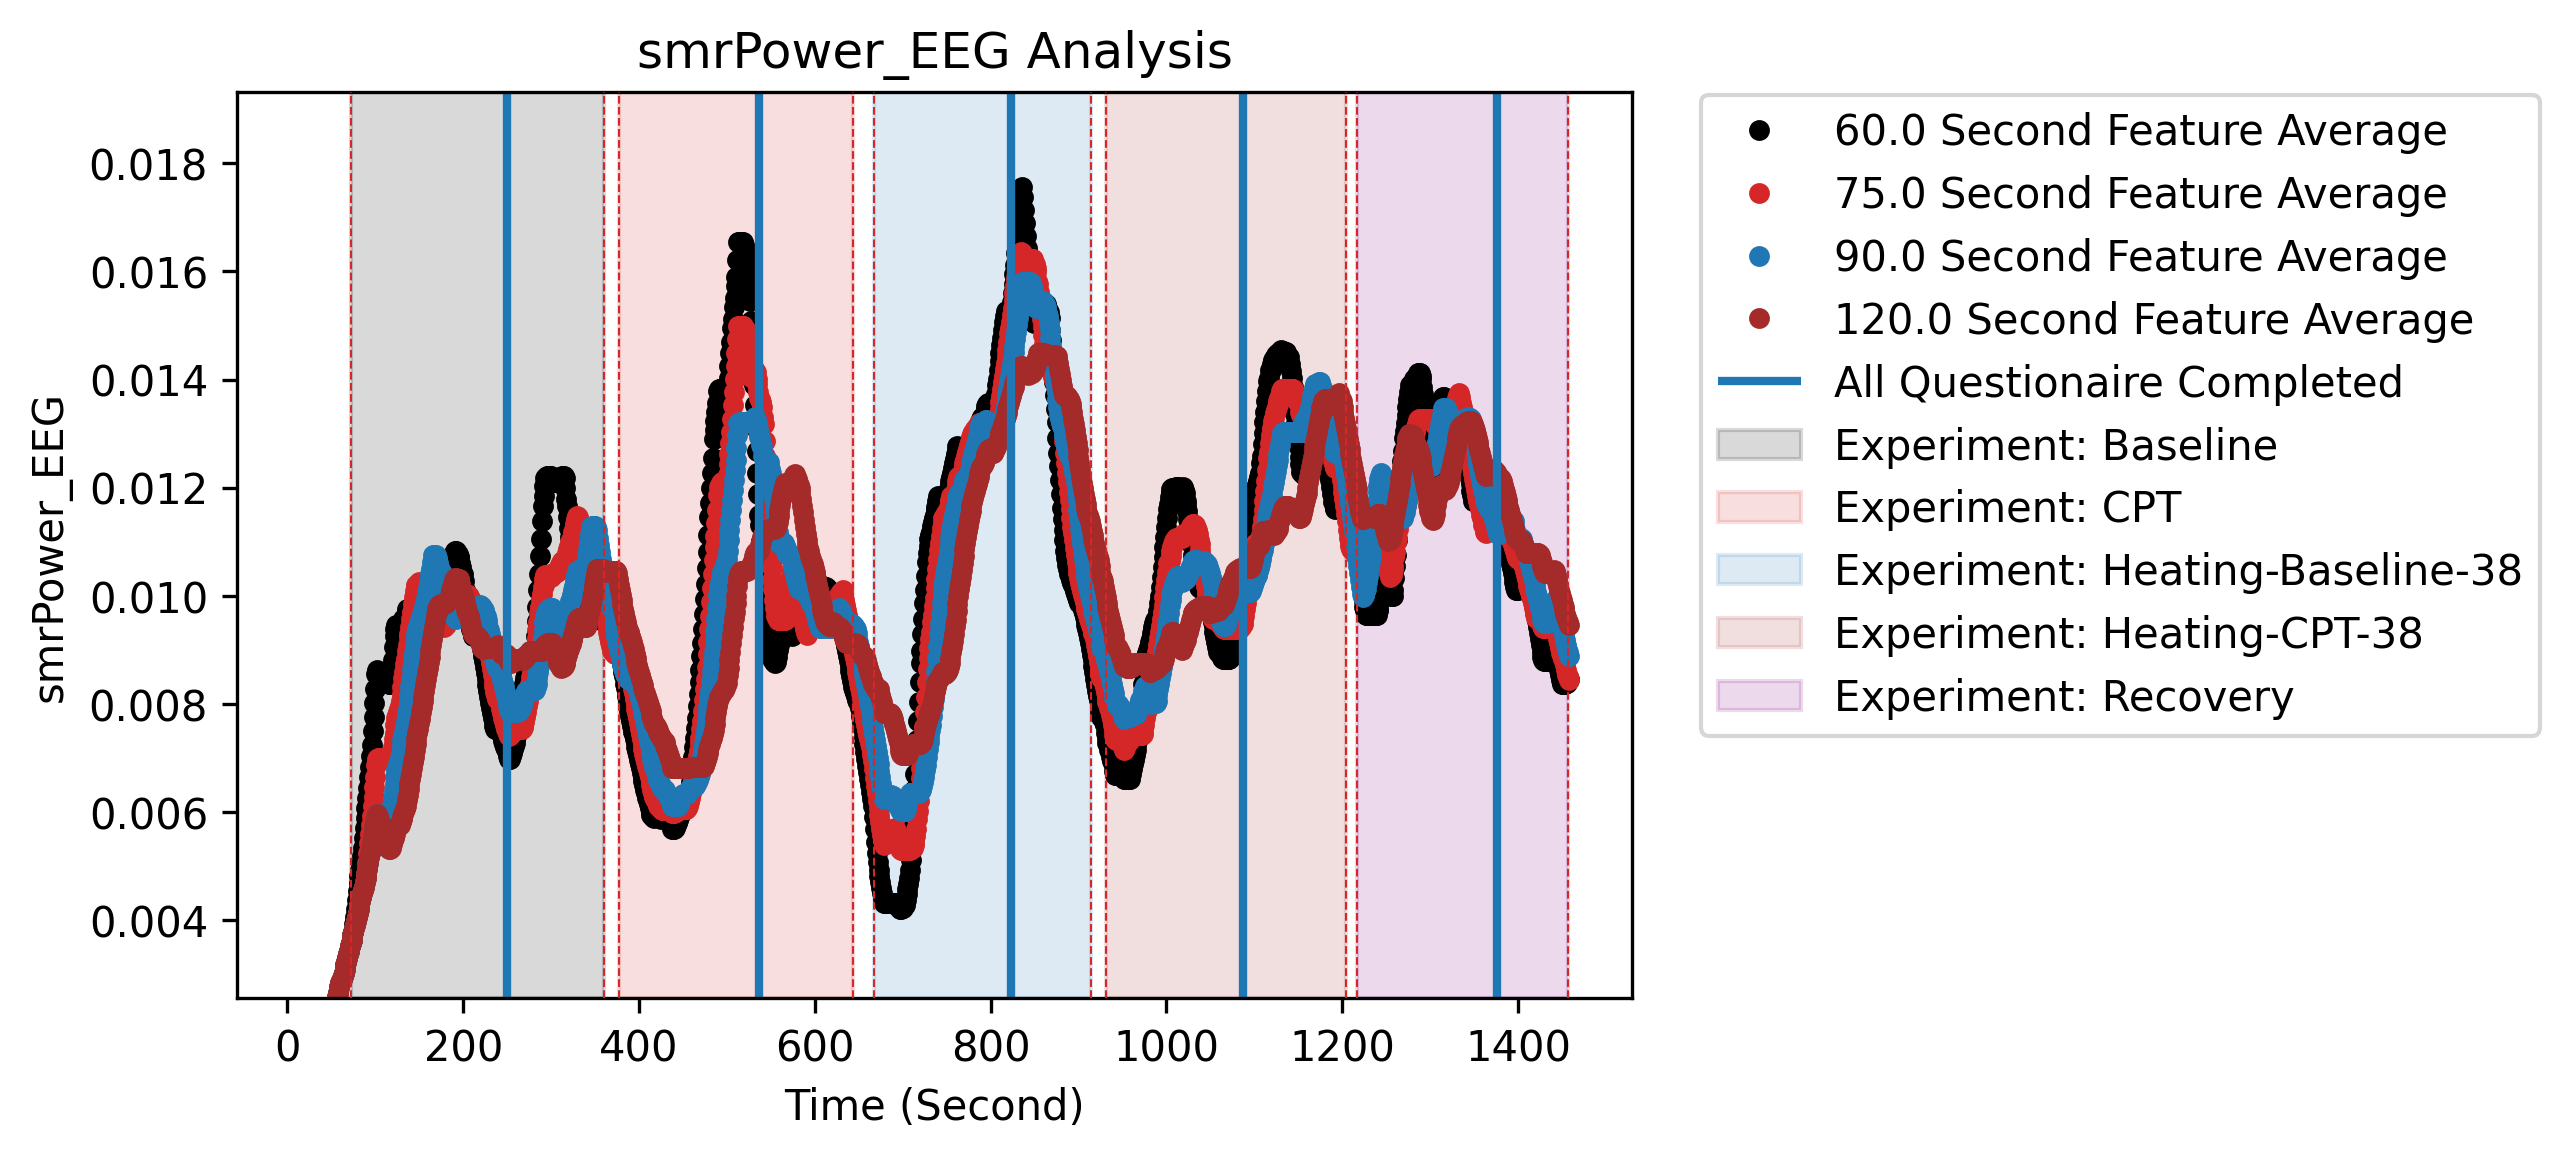 smrPower_EEG Analysis
0.018
0.016
0.014
0.012
0.010
0.008
0.006
0.004
smrPower_EEG
0 200 400 600 800 1000 1200 1400
Time (Second)
60.0 Second Feature Average
75.0 Second Feature Average
90.0 Second Feature Average
120.0 Second Feature Average
All Questionaire Completed
Experiment: Baseline
Experiment: CPT
Experiment: Heating-Baseline-38
Experiment: Heating-CPT-38
Experiment: Recovery